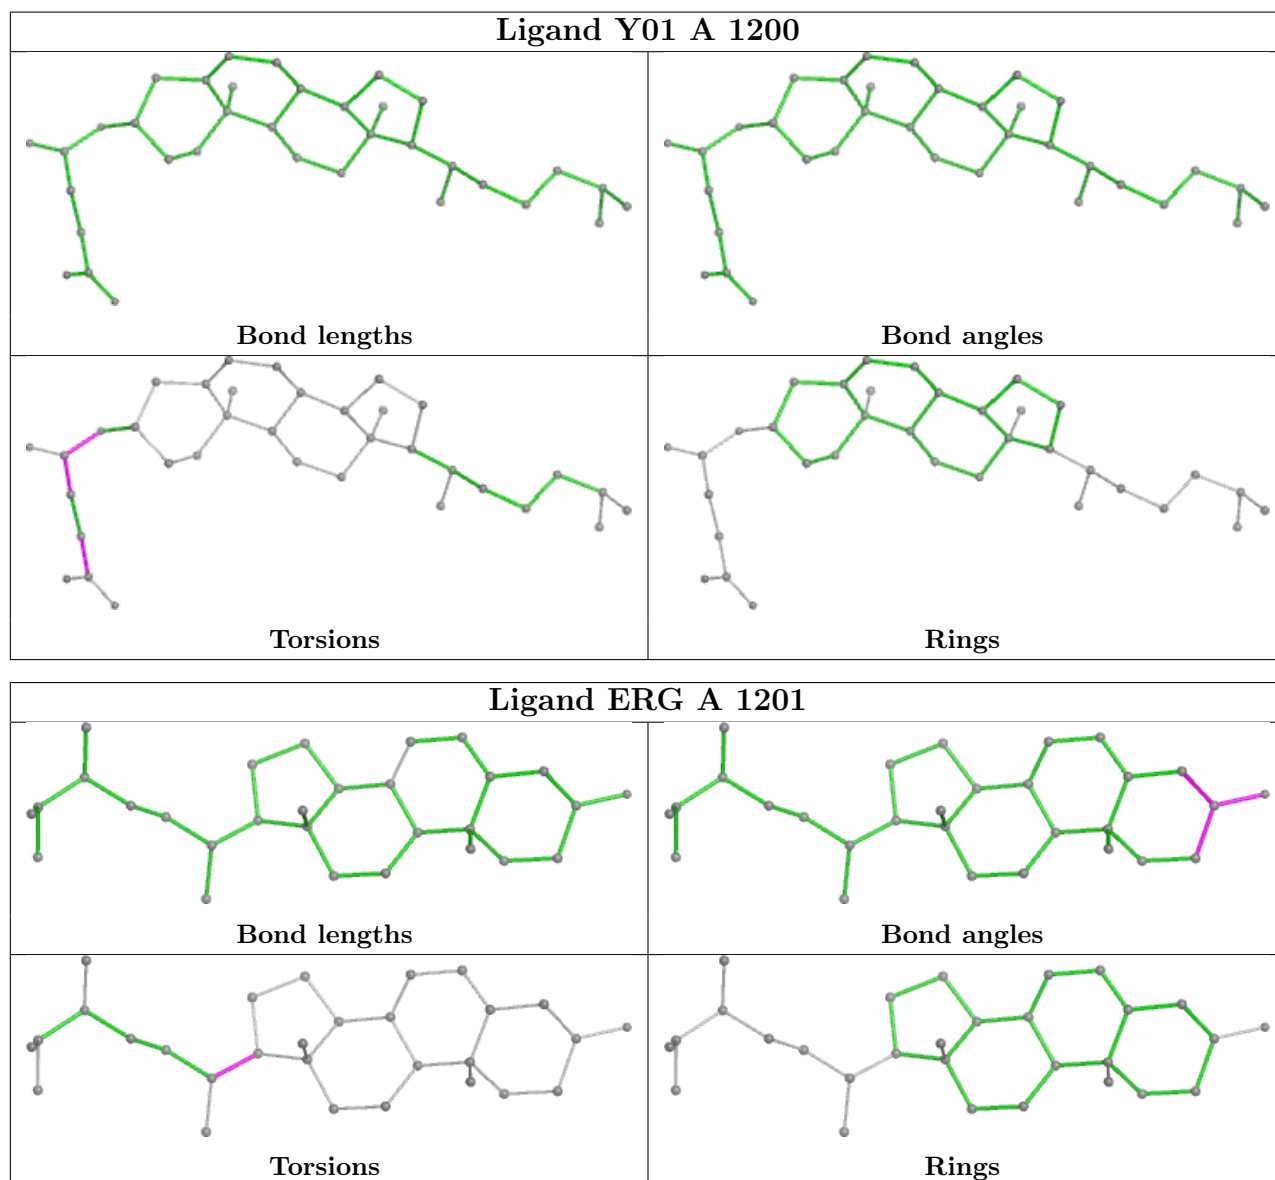 Ligand Y01 A 1200
Bond lengths
Bond angles
Torsions
Rings
Ligand ERG A 1201
Bond lengths
Bond angles
Torsions
Rings